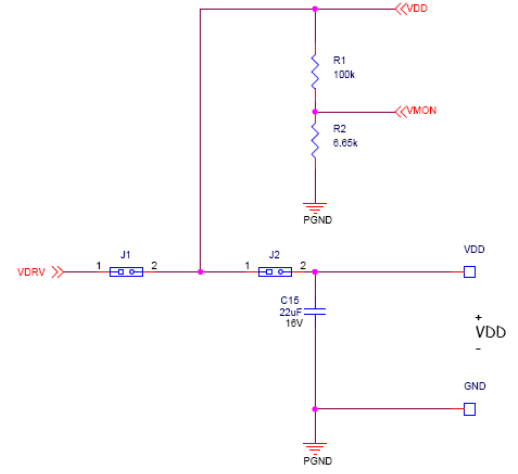 VDD
R1
100k
VMON
R2
6.65k
PGND
J1
J2
VDD
VDRV
1
2
1
2
C15
22uF
16V
+
VDD
-
GND
PGND